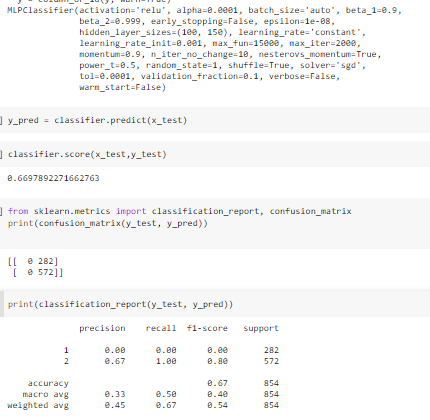 y = column_or_1d(y, warn=True)
MLPClassifier(activation='relu', alpha=0.0001, batch_size='auto', beta_1=0.9,
beta_2=0.999, early_stopping=False, epsilon=1e-08,
hidden_layer_sizes=(100, 150), learning_rate='constant',
learning_rate_init=0.001, max_fun=15000, max_iter=2000,
momentum=0.9, n_iter_no_change=10, nesterovs_momentum=True,
power_t=0.5, random_state=1, shuffle=True, solver='sgd',
tol=0.0001, validation_fraction=0.1, verbose=False,
warm_start=False)
] y_pred = classifier.predict(x_test)
] classifier.score(x_test,y_test)
0.6697892271662763
] from sklearn.metrics import classification_report, confusion_matrix
print(confusion_matrix(y_test, y_pred))
[[ 0 282]
[ 0 572]]
print(classification_report(y_test, y_pred))
precision recall f1-score support
1 0.00 0.00 0.00 282
2 0.67 1.00 0.80 572
accuracy 0.67 854
macro avg 0.33 0.50 0.40 854
weighted avg 0.45 0.67 0.54 854